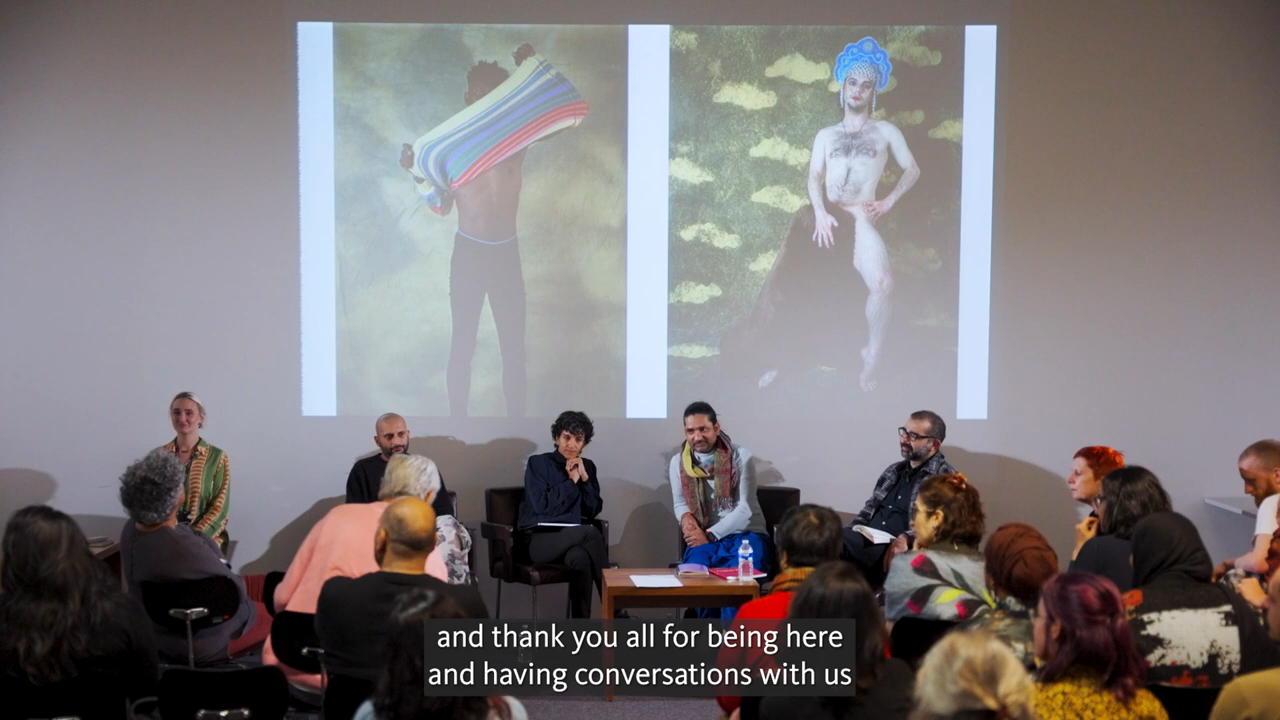 and thank you all for being here
and having conversations with us